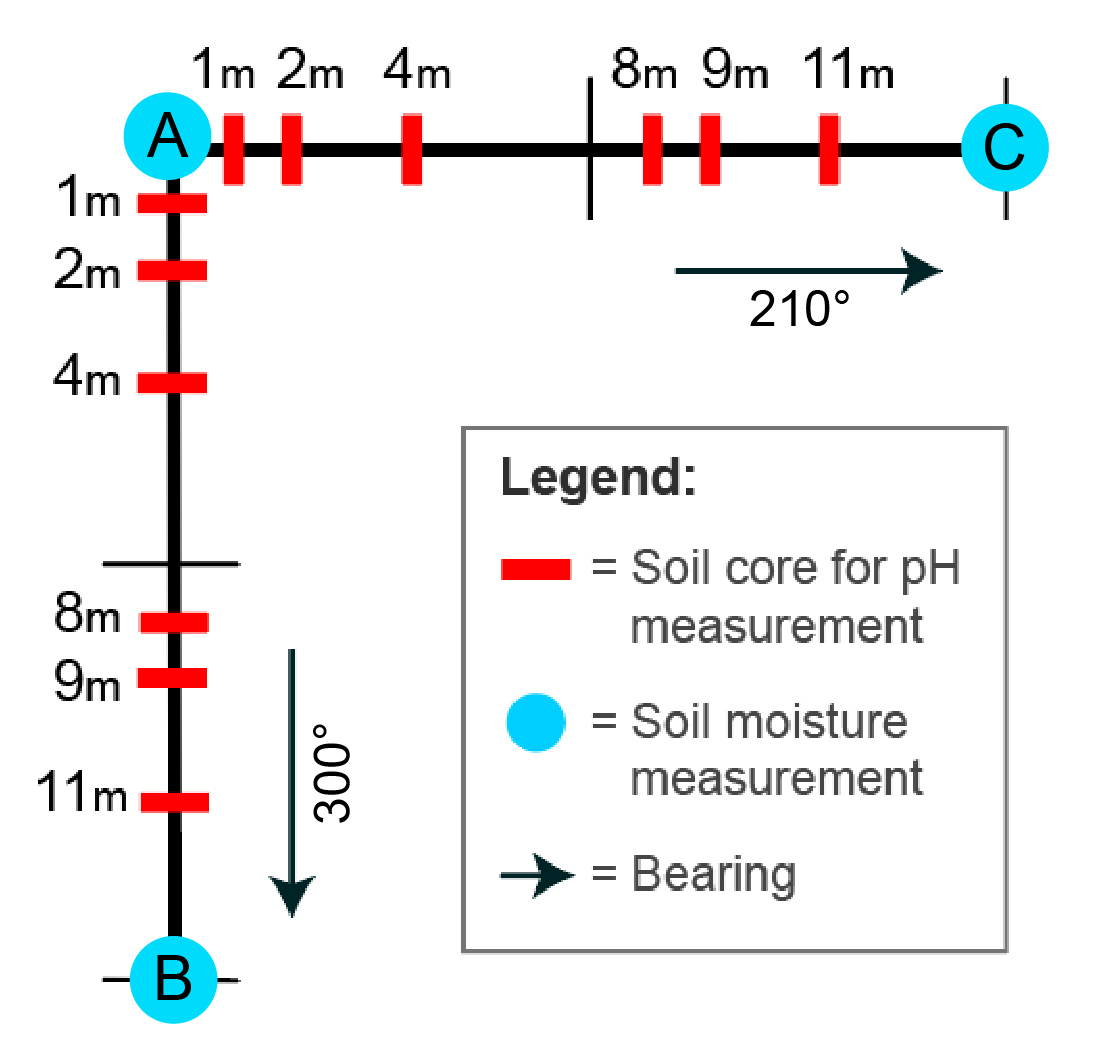 1m 2m 4m 8m 9m 11m
A
C
1m
2m
4m
210°
Legend:
= Soil core for pH
measurement
8m
9m
= Soil moisture
measurement
300°
11m
= Bearing
B